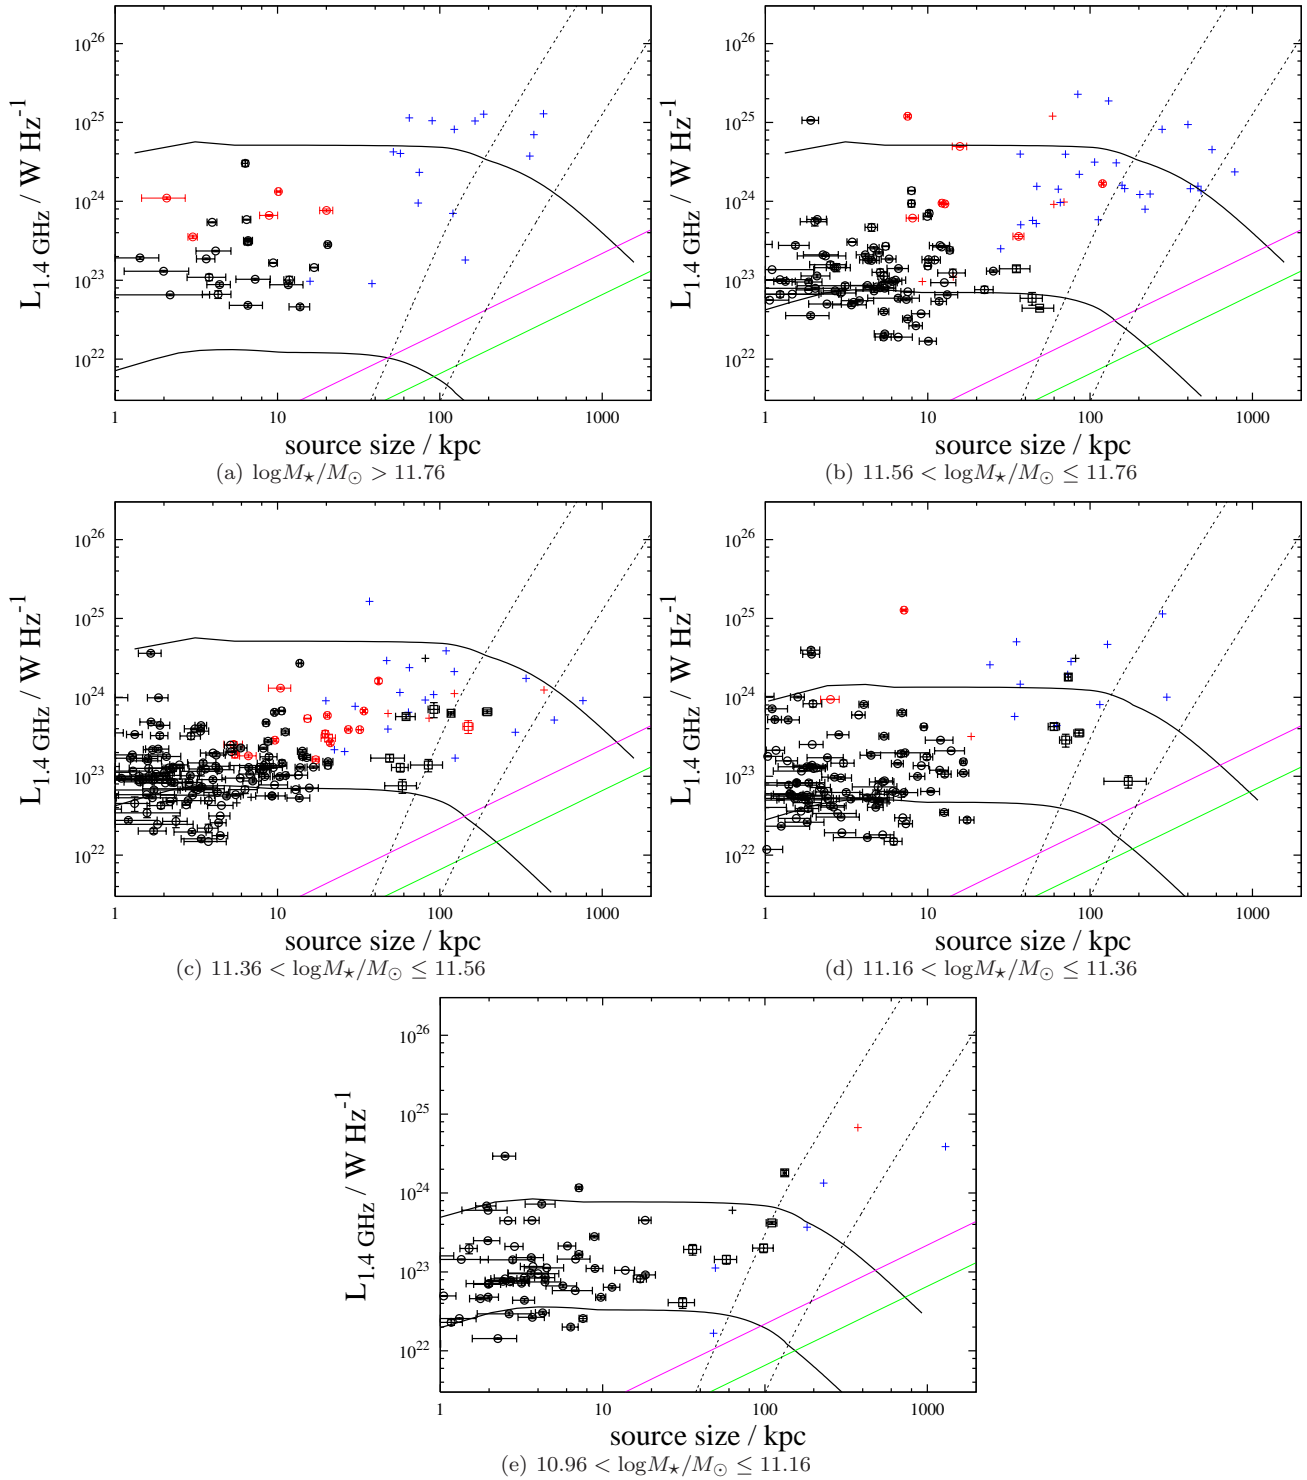 10^26 10^26
10^25 10^25
10^24 10^24
10^23 10^23
10^22 10^22
L_1.4 GHz / W Hz^-1 L_1.4 GHz / W Hz^-1
1 10 100 1000 1 10 100 1000
source size / kpc source size / kpc
(a) logM⋆/M⊙ > 11.76 (b) 11.56 < logM⋆/M⊙ ≤ 11.76
10^26 10^26
10^25 10^25
10^24 10^24
10^23 10^23
10^22 10^22
L_1.4 GHz / W Hz^-1 L_1.4 GHz / W Hz^-1
1 10 100 1000 1 10 100 1000
source size / kpc source size / kpc
(c) 11.36 < logM⋆/M⊙ ≤ 11.56 (d) 11.16 < logM⋆/M⊙ ≤ 11.36
10^26
10^25
10^24
10^23
10^22
L_1.4 GHz / W Hz^-1
1 10 100 1000
source size / kpc
(e) 10.96 < logM⋆/M⊙ ≤ 11.16